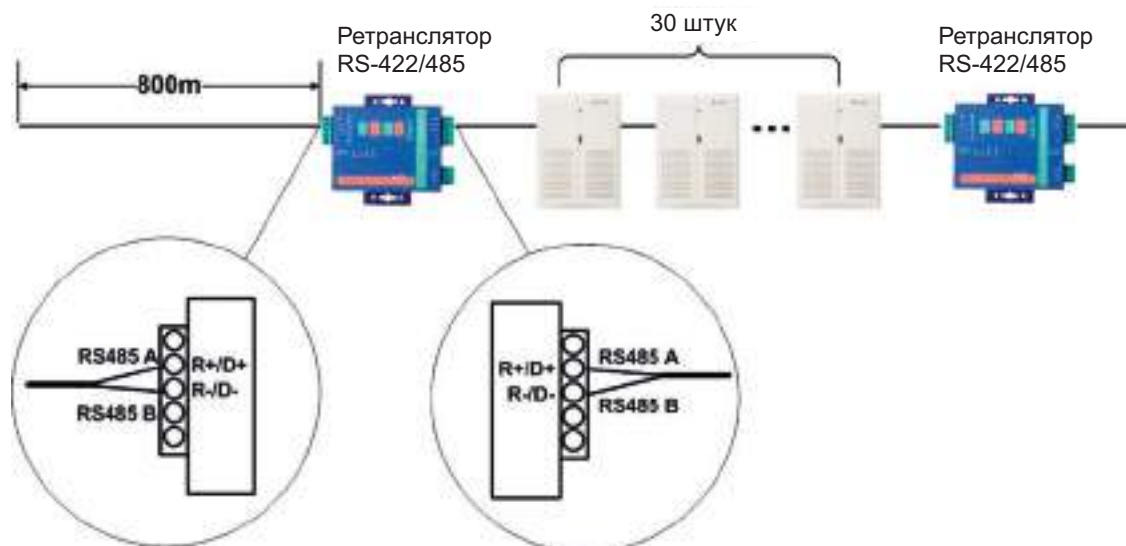 Ретранслятор
RS-422/485
30 штук
Ретранслятор
RS-422/485
800m
RS485 A
R+/D+
R-/D-
RS485 B
R+/D+
RS485 A
R-/D-
RS485 B